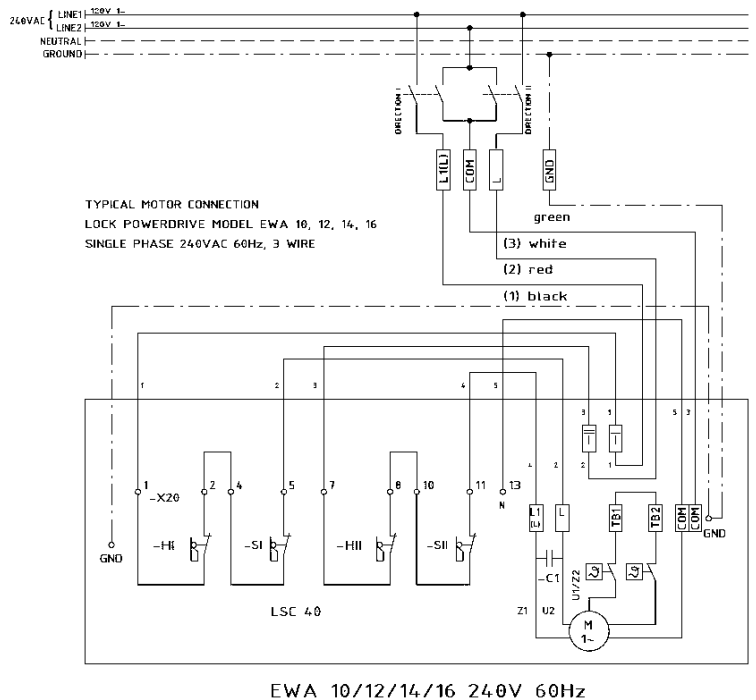 240VAC
LINE1 120V 1~
LINE2 120V 1~
NEUTRAL
GROUND
DIRECTION I
DIRECTION II
L1(L)
COM
L
GND
TYPICAL MOTOR CONNECTION
LOCK POWERDRIVE MODEL EWA 10, 12, 14, 16
SINGLE PHASE 240VAC 60Hz, 3 WIRE
green
(3) white
(2) red
(1) black
1 2 3 4 5
3 1 5 3
4 2 2 1
1 2 4 5 7 8 10 11 13
-X20
N
L1 (L)
L
TB1
TB2
COM
COM
GND
GND
-HI
-SI
-HII
-SII
-C1
U1/Z2
Z1
U2
M
1~
LSC 40
EWA 10/12/14/16 240V 60Hz